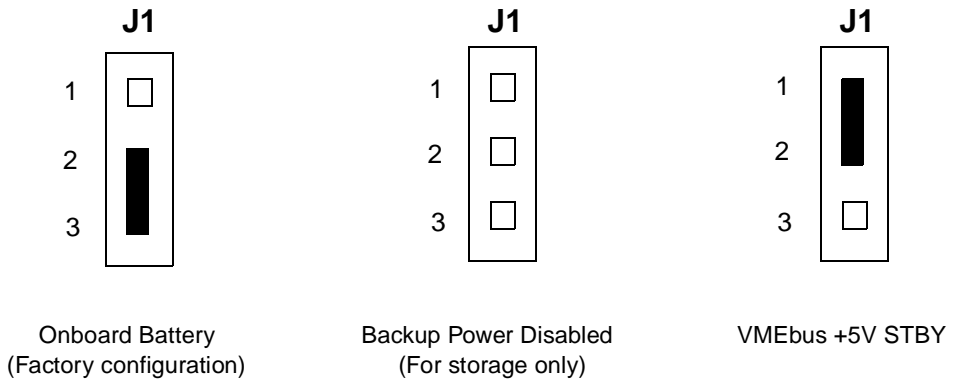 J1
1
2
3
Onboard Battery
(Factory configuration)
J1
1
2
3
Backup Power Disabled
(For storage only)
J1
1
2
3
VMEbus +5V STBY